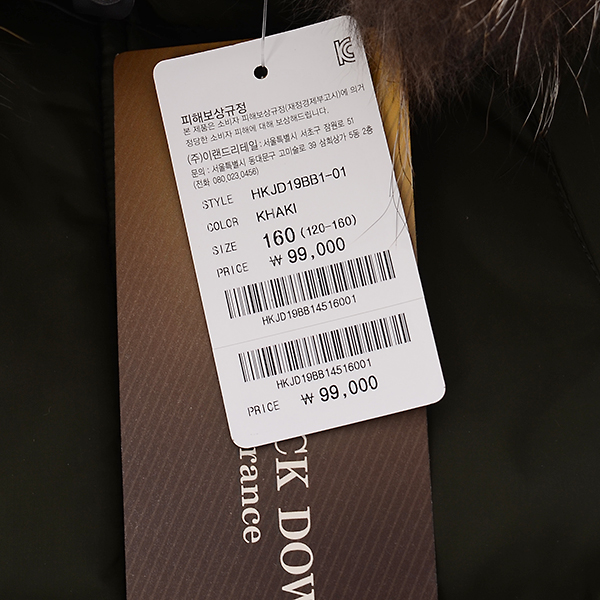 피해보상규정
본 제품은 소비자 피해보상규정(재정경제부고시)에 의거
정당한 소비자 피해에 대해 보상해드립니다.
(주)이랜드리테일 : 서울특별시 서초구 잠원로 51
문의 : 서울특별시 동대문구 고미술로 39 삼희상가 5동 2층
(전화 080.023.0456)
STYLE HKJD19BB1-01
COLOR KHAKI
SIZE 160 (120-160)
PRICE ₩ 99,000
HKJD19BB14516001
HKJD19BB14516001
PRICE ₩ 99,000
CK DOW
rance